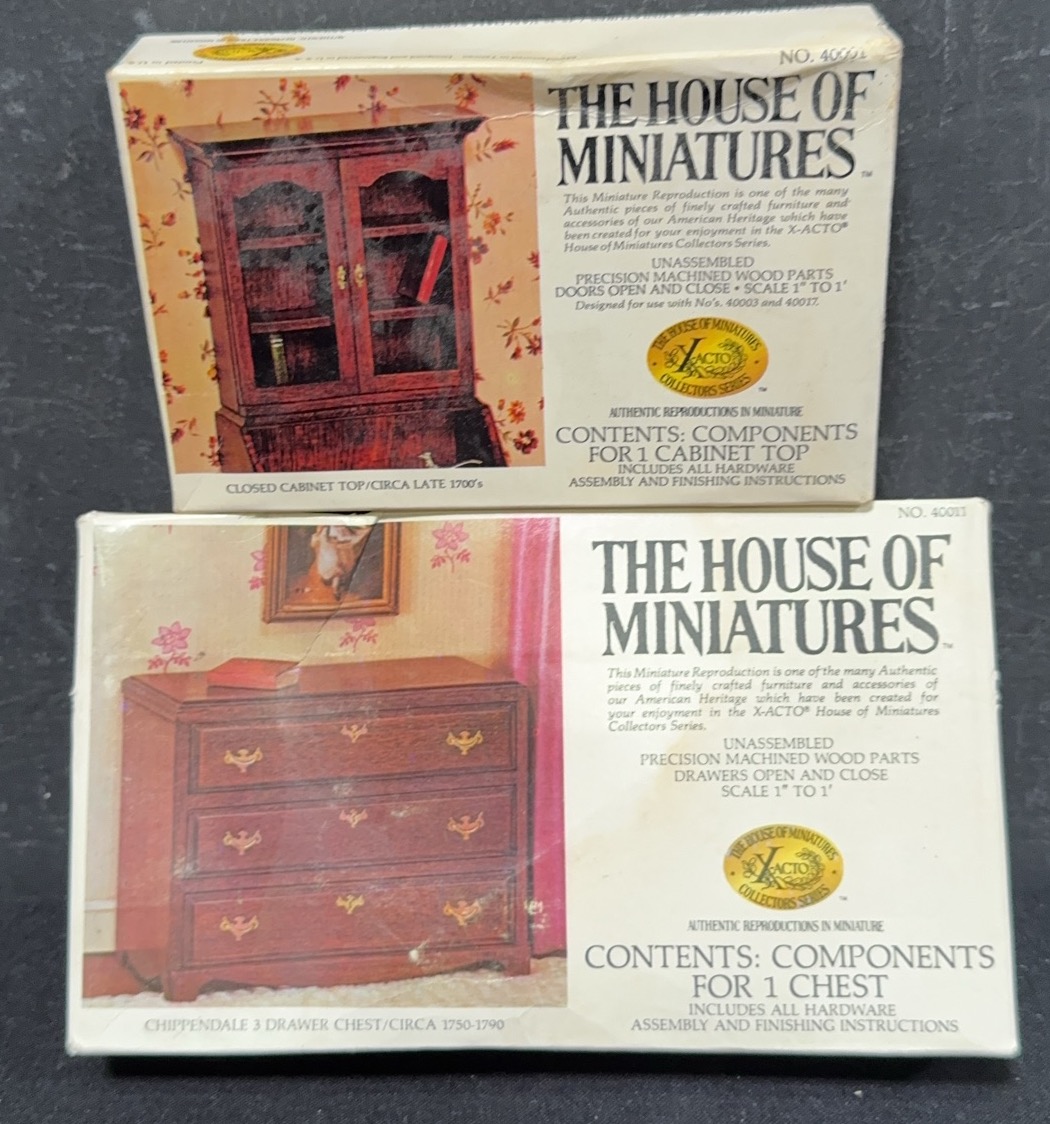 NO. 40001
THE HOUSE OF
MINIATURES™
This Miniature Reproduction is one of the many
Authentic pieces of finely crafted furniture and
accessories of our American Heritage which have
been created for your enjoyment in the X-ACTO®
House of Miniatures Collectors Series.
UNASSEMBLED
PRECISION MACHINED WOOD PARTS
DOORS OPEN AND CLOSE • SCALE 1" TO 1'
Designed for use with No's. 40003 and 40017.
THE HOUSE OF MINIATURES
X-ACTO
COLLECTORS SERIES™
AUTHENTIC REPRODUCTIONS IN MINIATURE
CONTENTS: COMPONENTS
FOR 1 CABINET TOP
INCLUDES ALL HARDWARE
ASSEMBLY AND FINISHING INSTRUCTIONS
CLOSED CABINET TOP/CIRCA LATE 1700's
NO. 40011
THE HOUSE OF
MINIATURES™
This Miniature Reproduction is one of the many Authentic
pieces of finely crafted furniture and accessories of
our American Heritage which have been created for
your enjoyment in the X-ACTO® House of Miniatures
Collectors Series.
UNASSEMBLED
PRECISION MACHINED WOOD PARTS
DRAWERS OPEN AND CLOSE
SCALE 1" TO 1'
THE HOUSE OF MINIATURES
X-ACTO
COLLECTORS SERIES™
AUTHENTIC REPRODUCTIONS IN MINIATURE
CONTENTS: COMPONENTS
FOR 1 CHEST
INCLUDES ALL HARDWARE
ASSEMBLY AND FINISHING INSTRUCTIONS
CHIPPENDALE 3 DRAWER CHEST/CIRCA 1750-1790